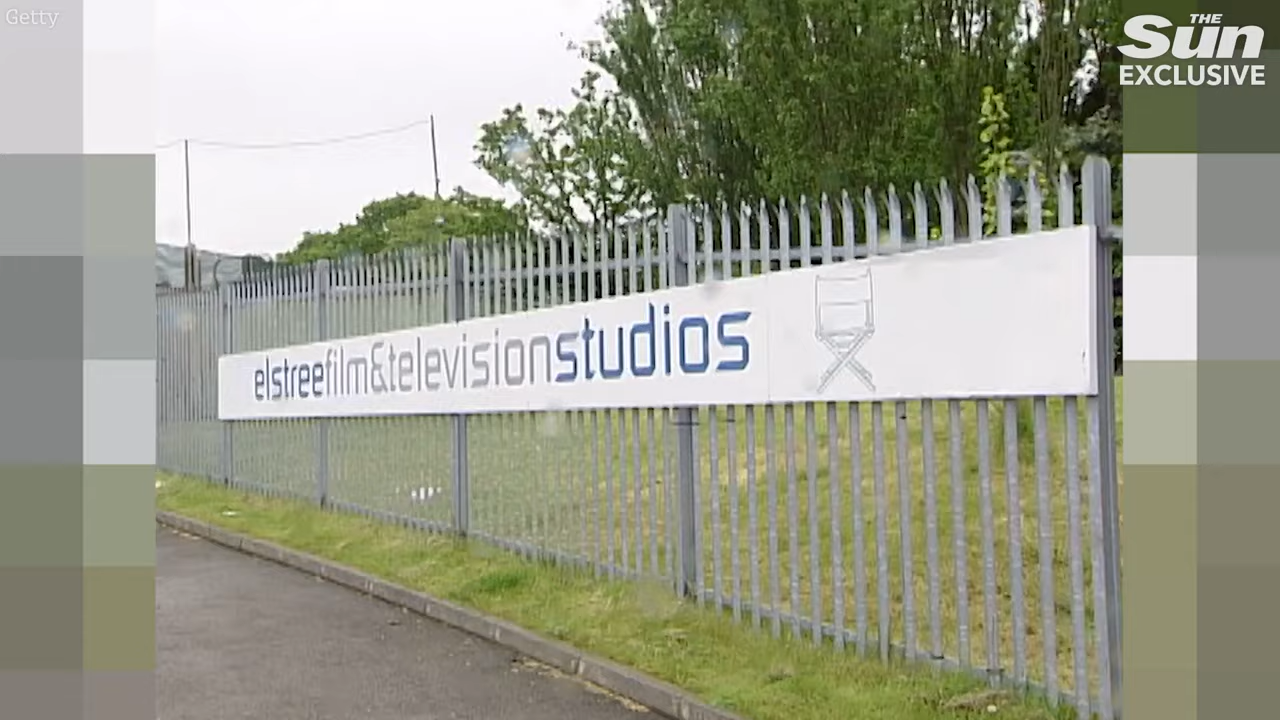 Getty
THE
Sun
EXCLUSIVE
elstreefilm&televisionstudios